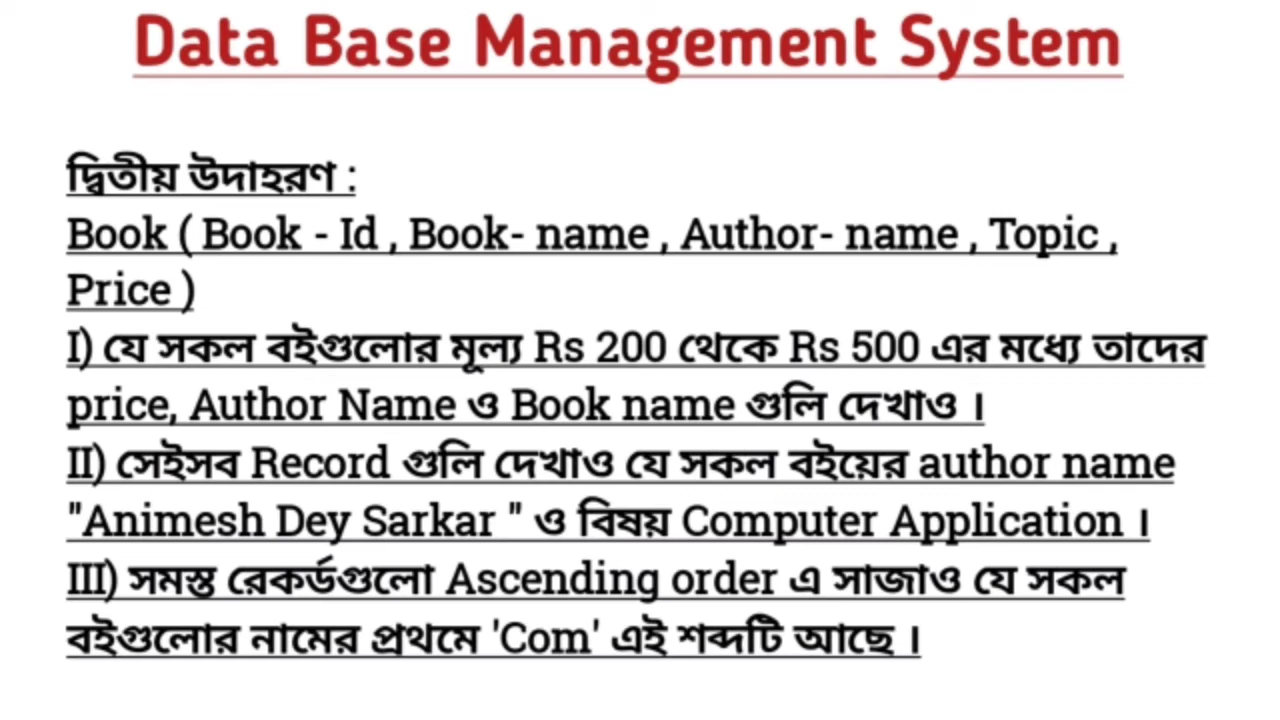 Data Base Management System
দ্বিতীয় উদাহরণ :
Book ( Book - Id , Book- name , Author- name , Topic ,
Price )
I) যে সকল বইগুলোর মূল্য Rs 200 থেকে Rs 500 এর মধ্যে তাদের
price, Author Name ও Book name গুলি দেখাও ।
II) সেইসব Record গুলি দেখাও যে সকল বইয়ের author name
"Animesh Dey Sarkar " ও বিষয় Computer Application ।
III) সমস্ত রেকর্ডগুলো Ascending order এ সাজাও যে সকল
বইগুলোর নামের প্রথমে 'Com' এই শব্দটি আছে ।